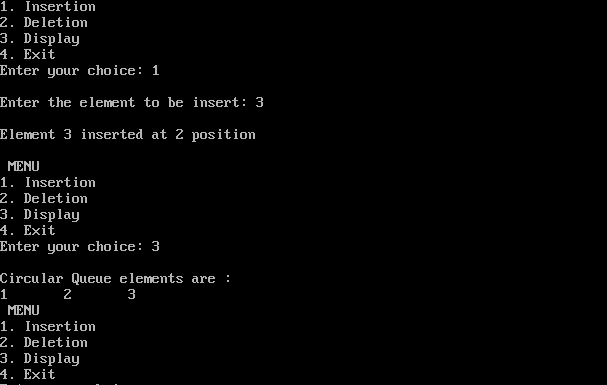 1. Insertion
2. Deletion
3. Display
4. Exit
Enter your choice: 1
Enter the element to be insert: 3
Element 3 inserted at 2 position
MENU
1. Insertion
2. Deletion
3. Display
4. Exit
Enter your choice: 3
Circular Queue elements are :
1 2 3
MENU
1. Insertion
2. Deletion
3. Display
4. Exit